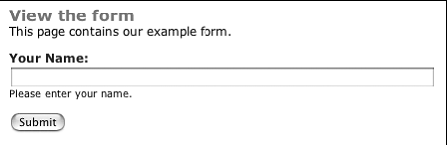 View the form
This page contains our example form.
Your Name:
Please enter your name.
Submit